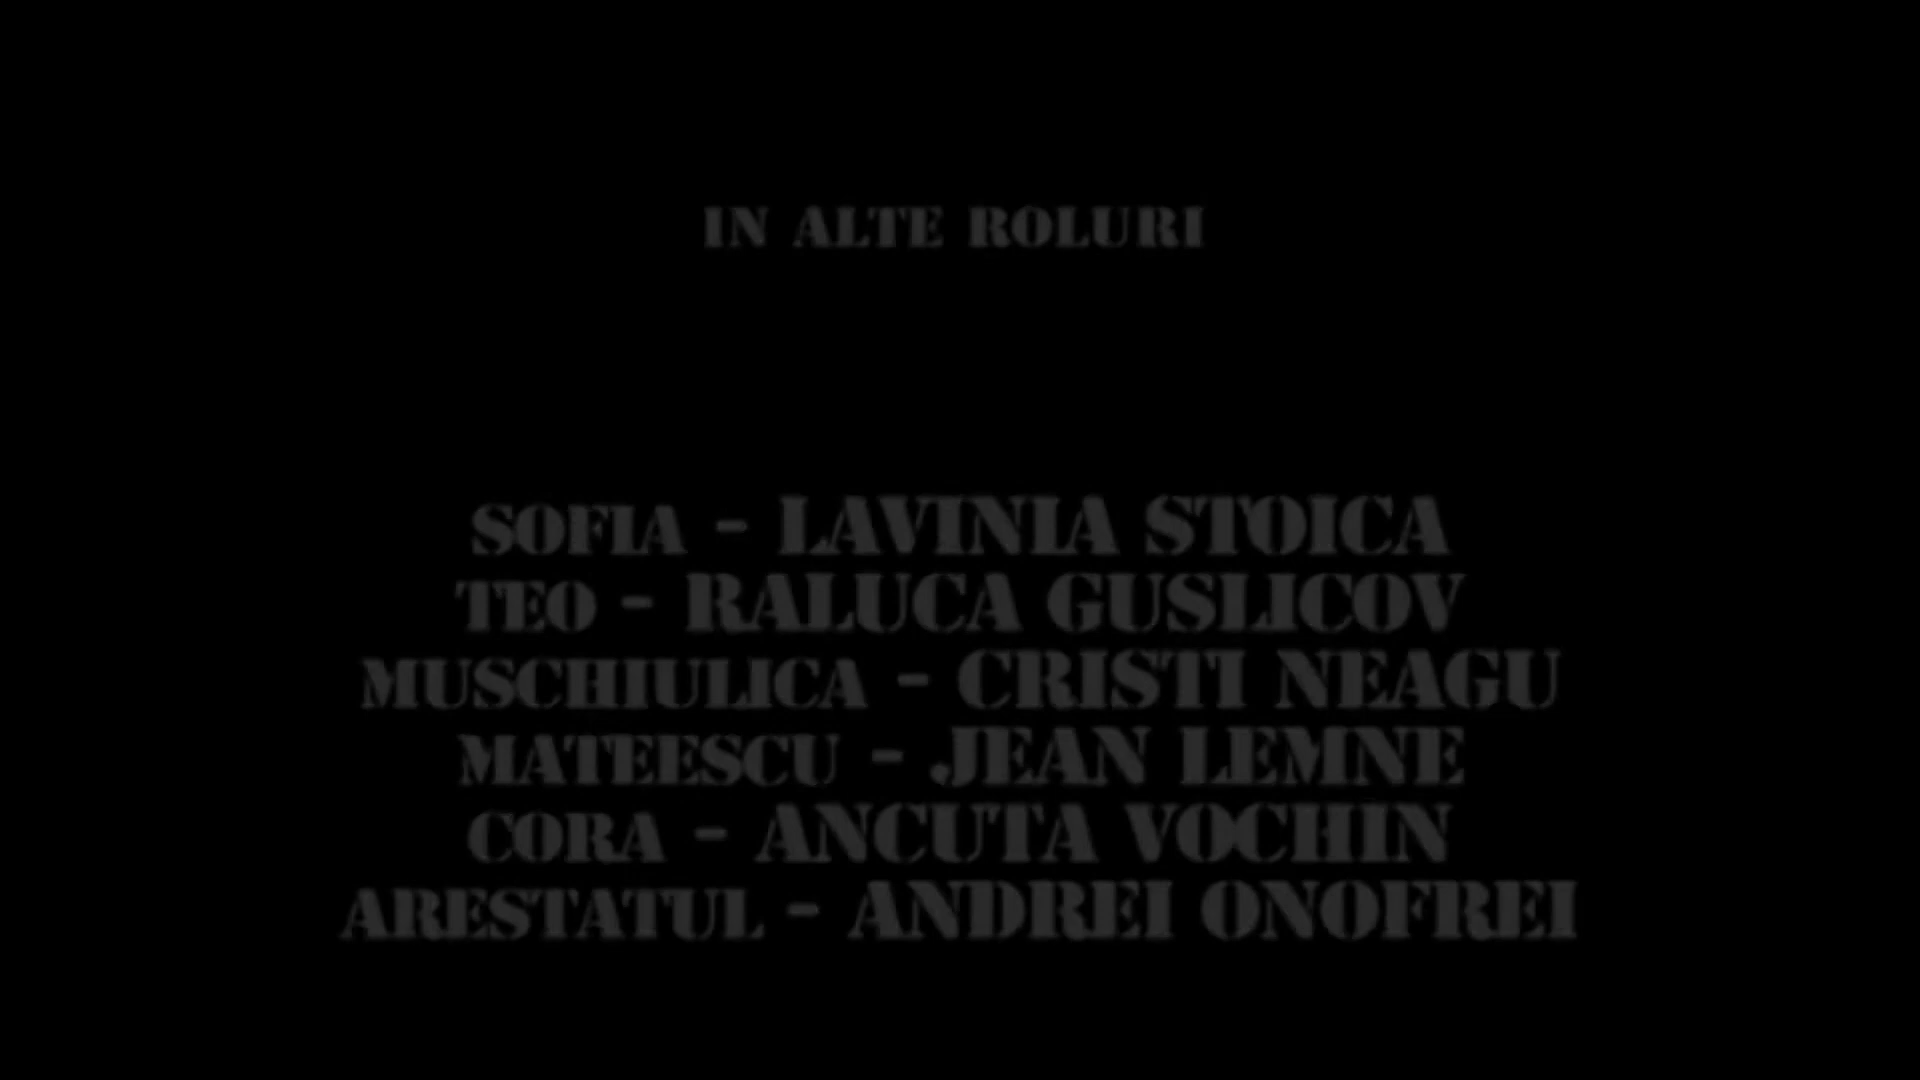 IN ALTE ROLURI
SOFIA - LAVINIA STOICA
TEO - RALUCA GUSLICOV
MUSCHIULICA - CRISTI NEAGU
MATEESCU - JEAN LEMNE
CORA - ANCUTA VOCHIN
ARESTATUL - ANDREI ONOFREI